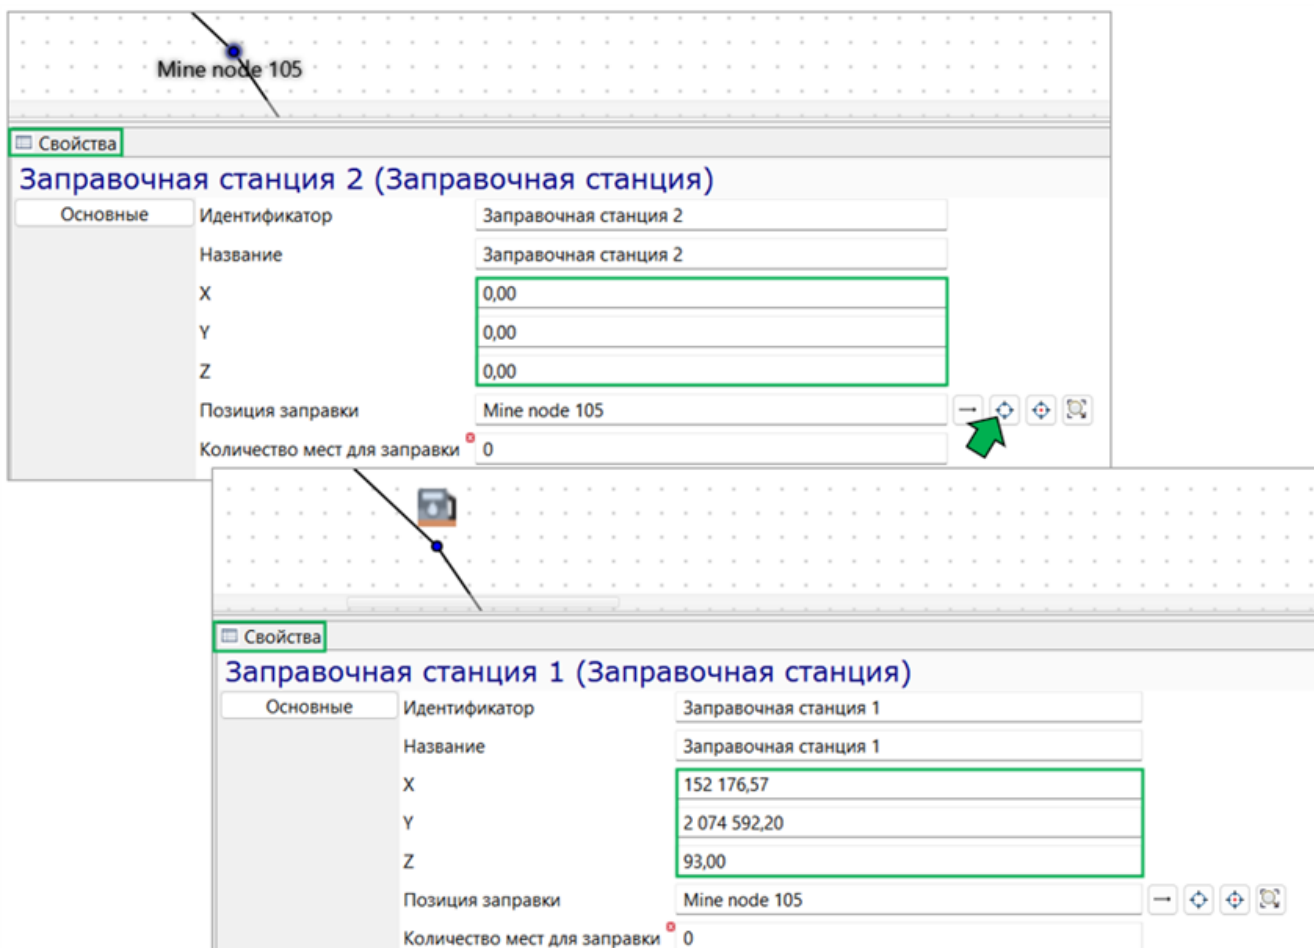 Mine node 105
Свойства
Заправочная станция 2 (Заправочная станция)
Основные
Идентификатор
Заправочная станция 2
Название
Заправочная станция 2
X
0,00
Y
0,00
Z
0,00
Позиция заправки
Mine node 105
Количество мест для заправки
0
Свойства
Заправочная станция 1 (Заправочная станция)
Основные
Идентификатор
Заправочная станция 1
Название
Заправочная станция 1
X
152 176,57
Y
2 074 592,20
Z
93,00
Позиция заправки
Mine node 105
Количество мест для заправки
0